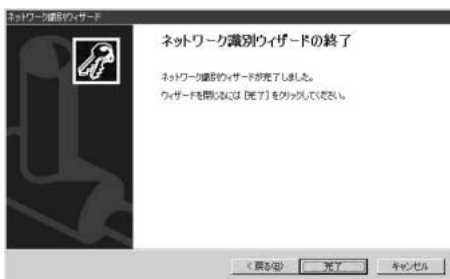 ネットワーク識別ウィザード
ネットワーク識別ウィザードの終了
ネットワーク識別ウィザードが完了しました。
ウィザードを閉じるには [完了] をクリックしてください。
< 戻る(B)
完了
キャンセル